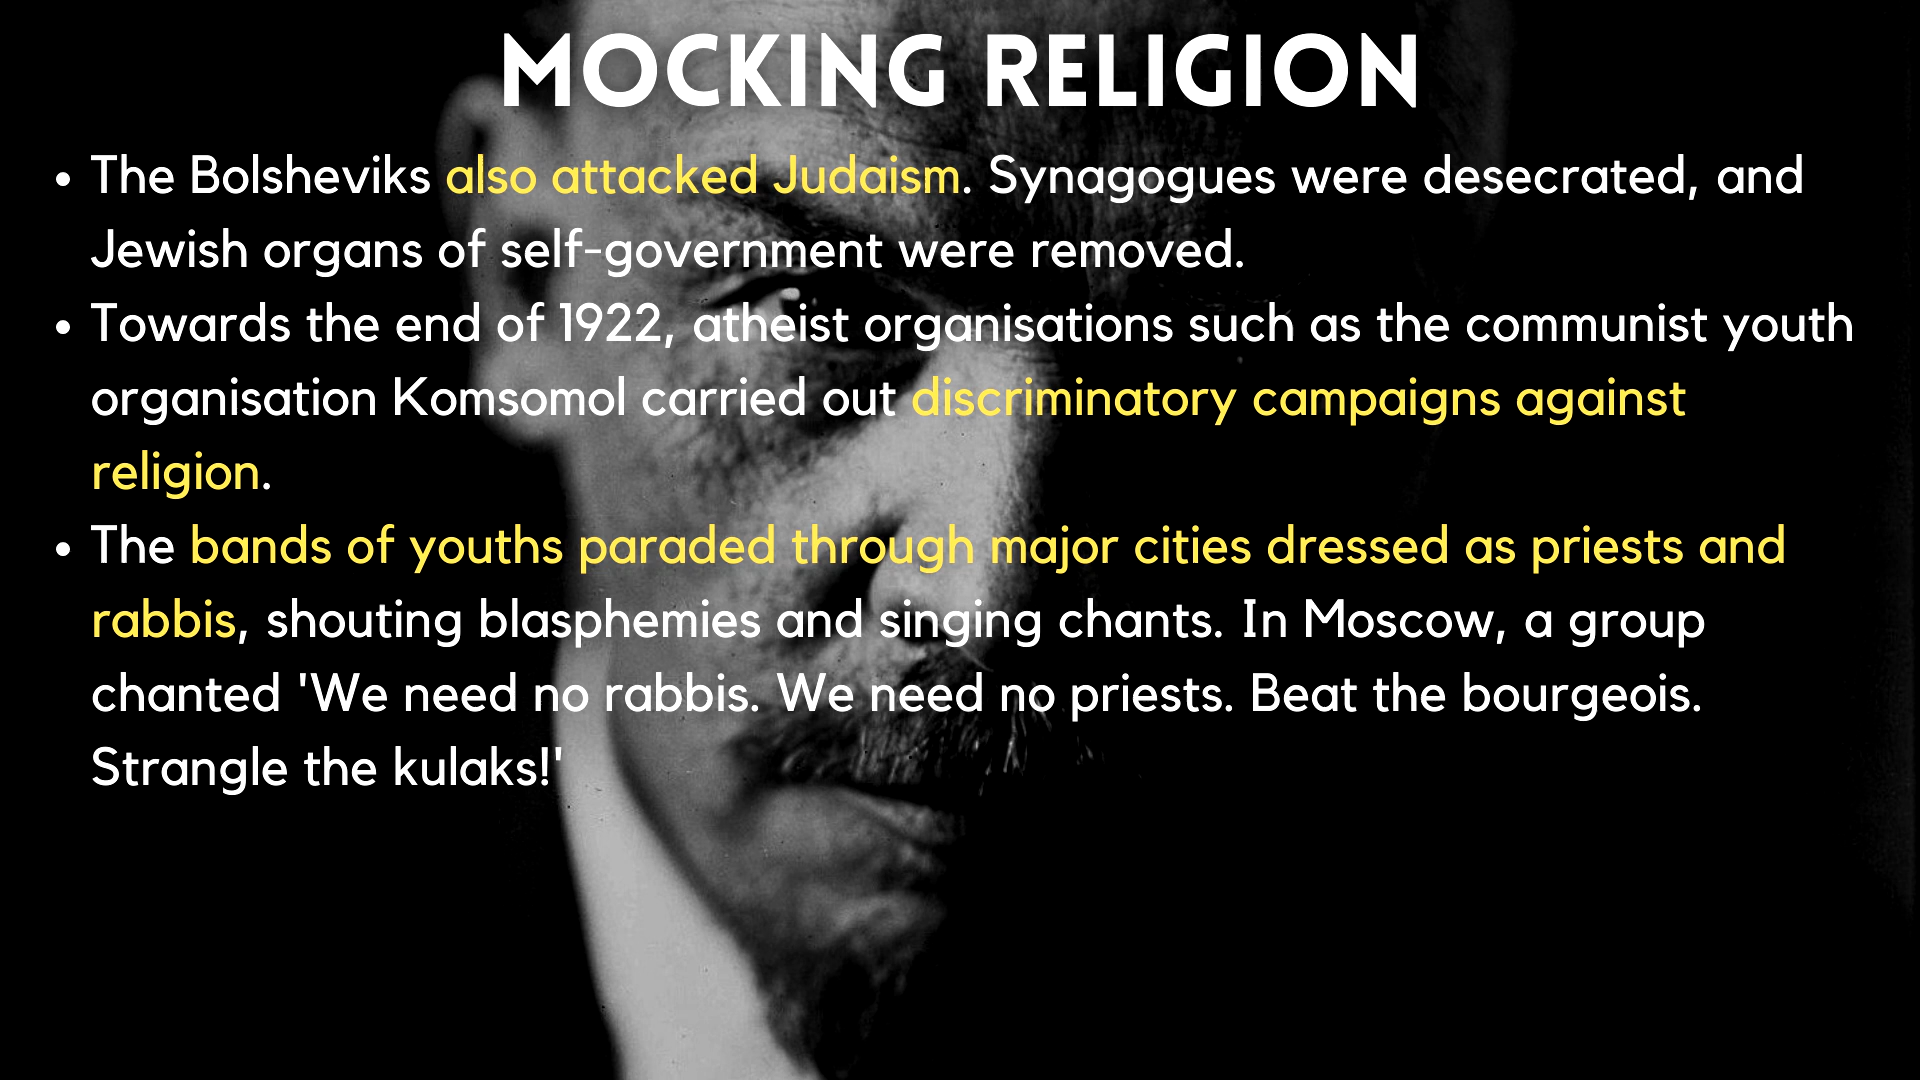 MOCKING RELIGION
• The Bolsheviks also attacked Judaism. Synagogues were desecrated, and
Jewish organs of self-government were removed.
• Towards the end of 1922, atheist organisations such as the communist youth
organisation Komsomol carried out discriminatory campaigns against
religion.
• The bands of youths paraded through major cities dressed as priests and
rabbis, shouting blasphemies and singing chants. In Moscow, a group
chanted 'We need no rabbis. We need no priests. Beat the bourgeois.
Strangle the kulaks!'